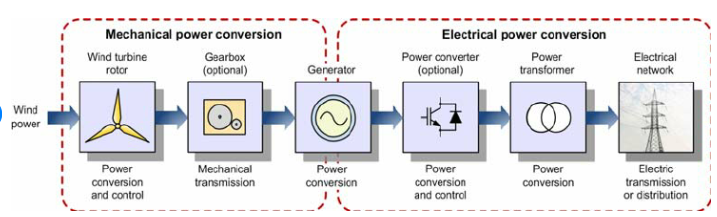 Mechanical power conversion
Electrical power conversion
Wind turbine
rotor
Gearbox
(optional)
Generator
Power converter
(optional)
Power
transformer
Electrical
network
Wind
power
Power
conversion
and control
Mechanical
transmission
Power
conversion
Power
conversion
and control
Power
conversion
Electric
transmission
or distribution